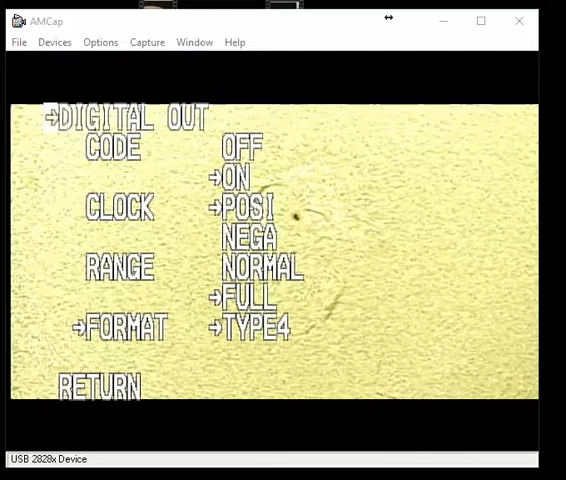 AMCap
File Devices Options Capture Window Help
→DIGITAL OUT
CODE OFF
→ON
CLOCK →POSI
NEGA
RANGE NORMAL
→FULL
→FORMAT →TYPE4
RETURN
USB 2828x Device